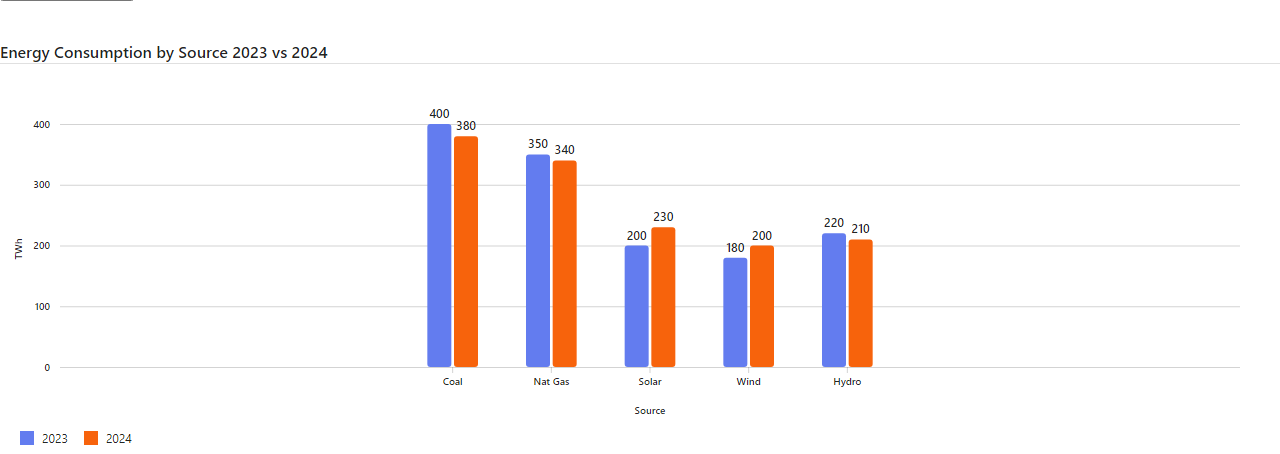 Energy Consumption by Source 2023 vs 2024
400
380
350
340
200
230
180
200
220
210
400
300
200
100
0
TWh
Coal
Nat Gas
Solar
Wind
Hydro
Source
2023
2024